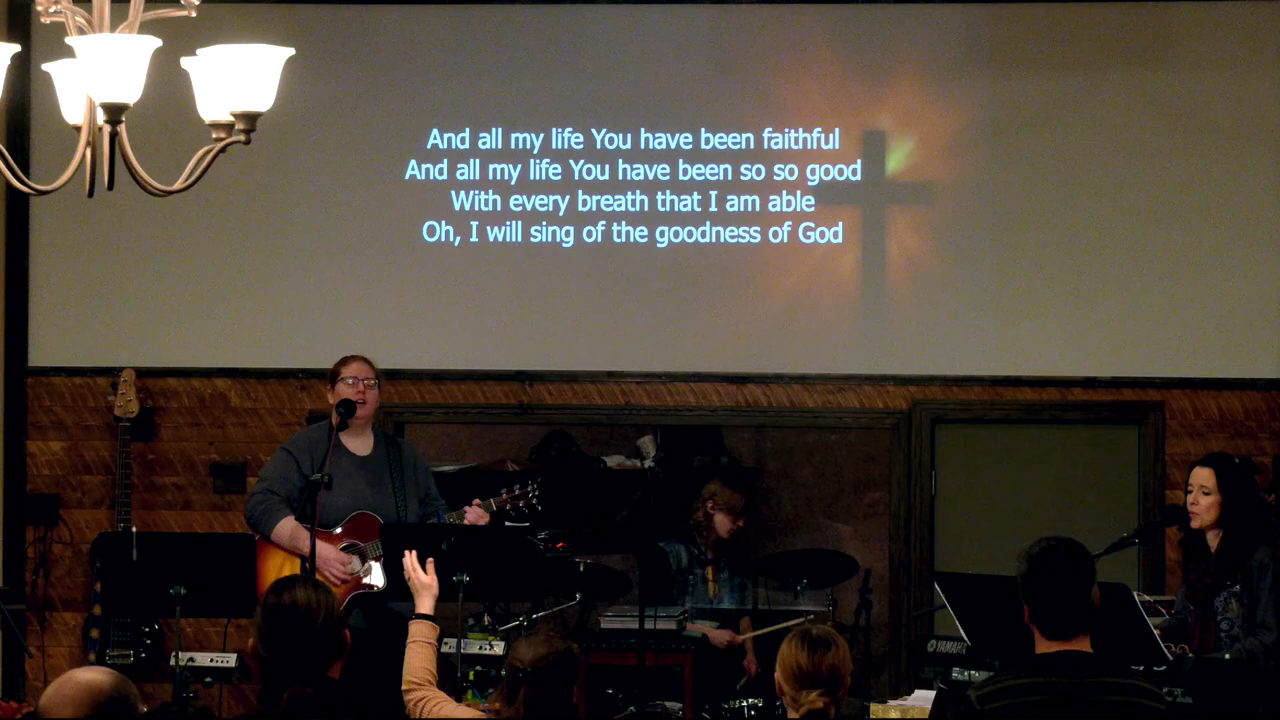 And all my life You have been faithful
And all my life You have been so so good
With every breath that I am able
Oh, I will sing of the goodness of God
YAMAHA